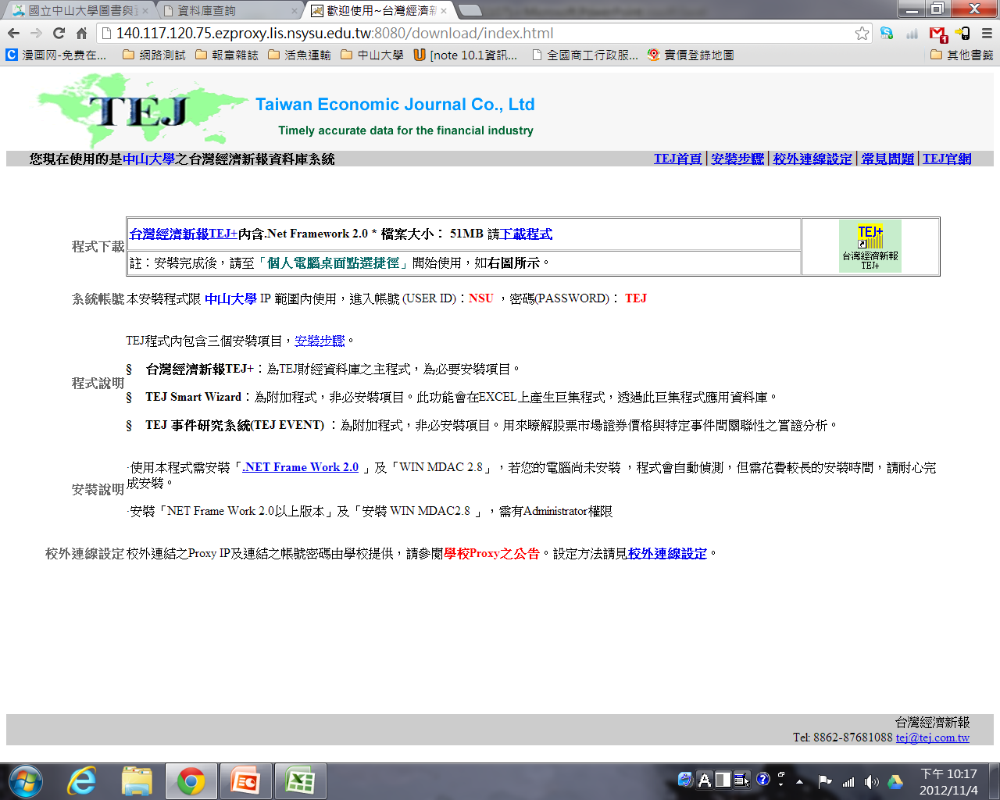 國立中山大學圖書與資
資料庫查詢
歡迎使用~台灣經濟新
140.117.120.75.ezproxy.lis.nsysu.edu.tw:8080/download/index.html
漫画网-免费在...
網路測試
報章雜誌
活魚運輸
中山大學
[note 10.1資訊...
全國商工行政服...
實價登錄地圖
其他書籤
TEJ
Taiwan Economic Journal Co., Ltd
Timely accurate data for the financial industry
您現在使用的是中山大學之台灣經濟新報資料庫系統
TEJ首頁 | 安裝步驟 | 校外連線設定 | 常見問題 | TEJ官網
程式下載
台灣經濟新報TEJ+內含.Net Framework 2.0 * 檔案大小： 51MB 請下載程式
註：安裝完成後，請至「個人電腦桌面點選捷徑」開始使用，如右圖所示。
TEJ+
台灣經濟新報
TEJ+
系統帳號 本安裝程式限 中山大學 IP 範圍內使用，進入帳號 (USER ID)：NSU ，密碼(PASSWORD)： TEJ
程式說明
TEJ程式內包含三個安裝項目，安裝步驟。
§ 台灣經濟新報TEJ+：為TEJ財經資料庫之主程式，為必要安裝項目。
§ TEJ Smart Wizard：為附加程式，非必安裝項目。此功能會在EXCEL上產生巨集程式，透過此巨集程式應用資料庫。
§ TEJ 事件研究系統(TEJ EVENT) ：為附加程式，非必安裝項目。用來瞭解股票市場證券價格與特定事件間關聯性之實證分析。
安裝說明
·使用本程式需安裝「.NET Frame Work 2.0 」及「WIN MDAC 2.8」，若您的電腦尚未安裝 ，程式會自動偵測，但需花費較長的安裝時間，請耐心完
成安裝。
·安裝「NET Frame Work 2.0以上版本」及「安裝 WIN MDAC2.8 」，需有Administrator權限
校外連線設定 校外連結之Proxy IP及連結之帳號密碼由學校提供，請參閱學校Proxy之公告。設定方法請見校外連線設定。
台灣經濟新報
Tel: 8862-87681088 tej@tej.com.tw
下午 10:17
2012/11/4